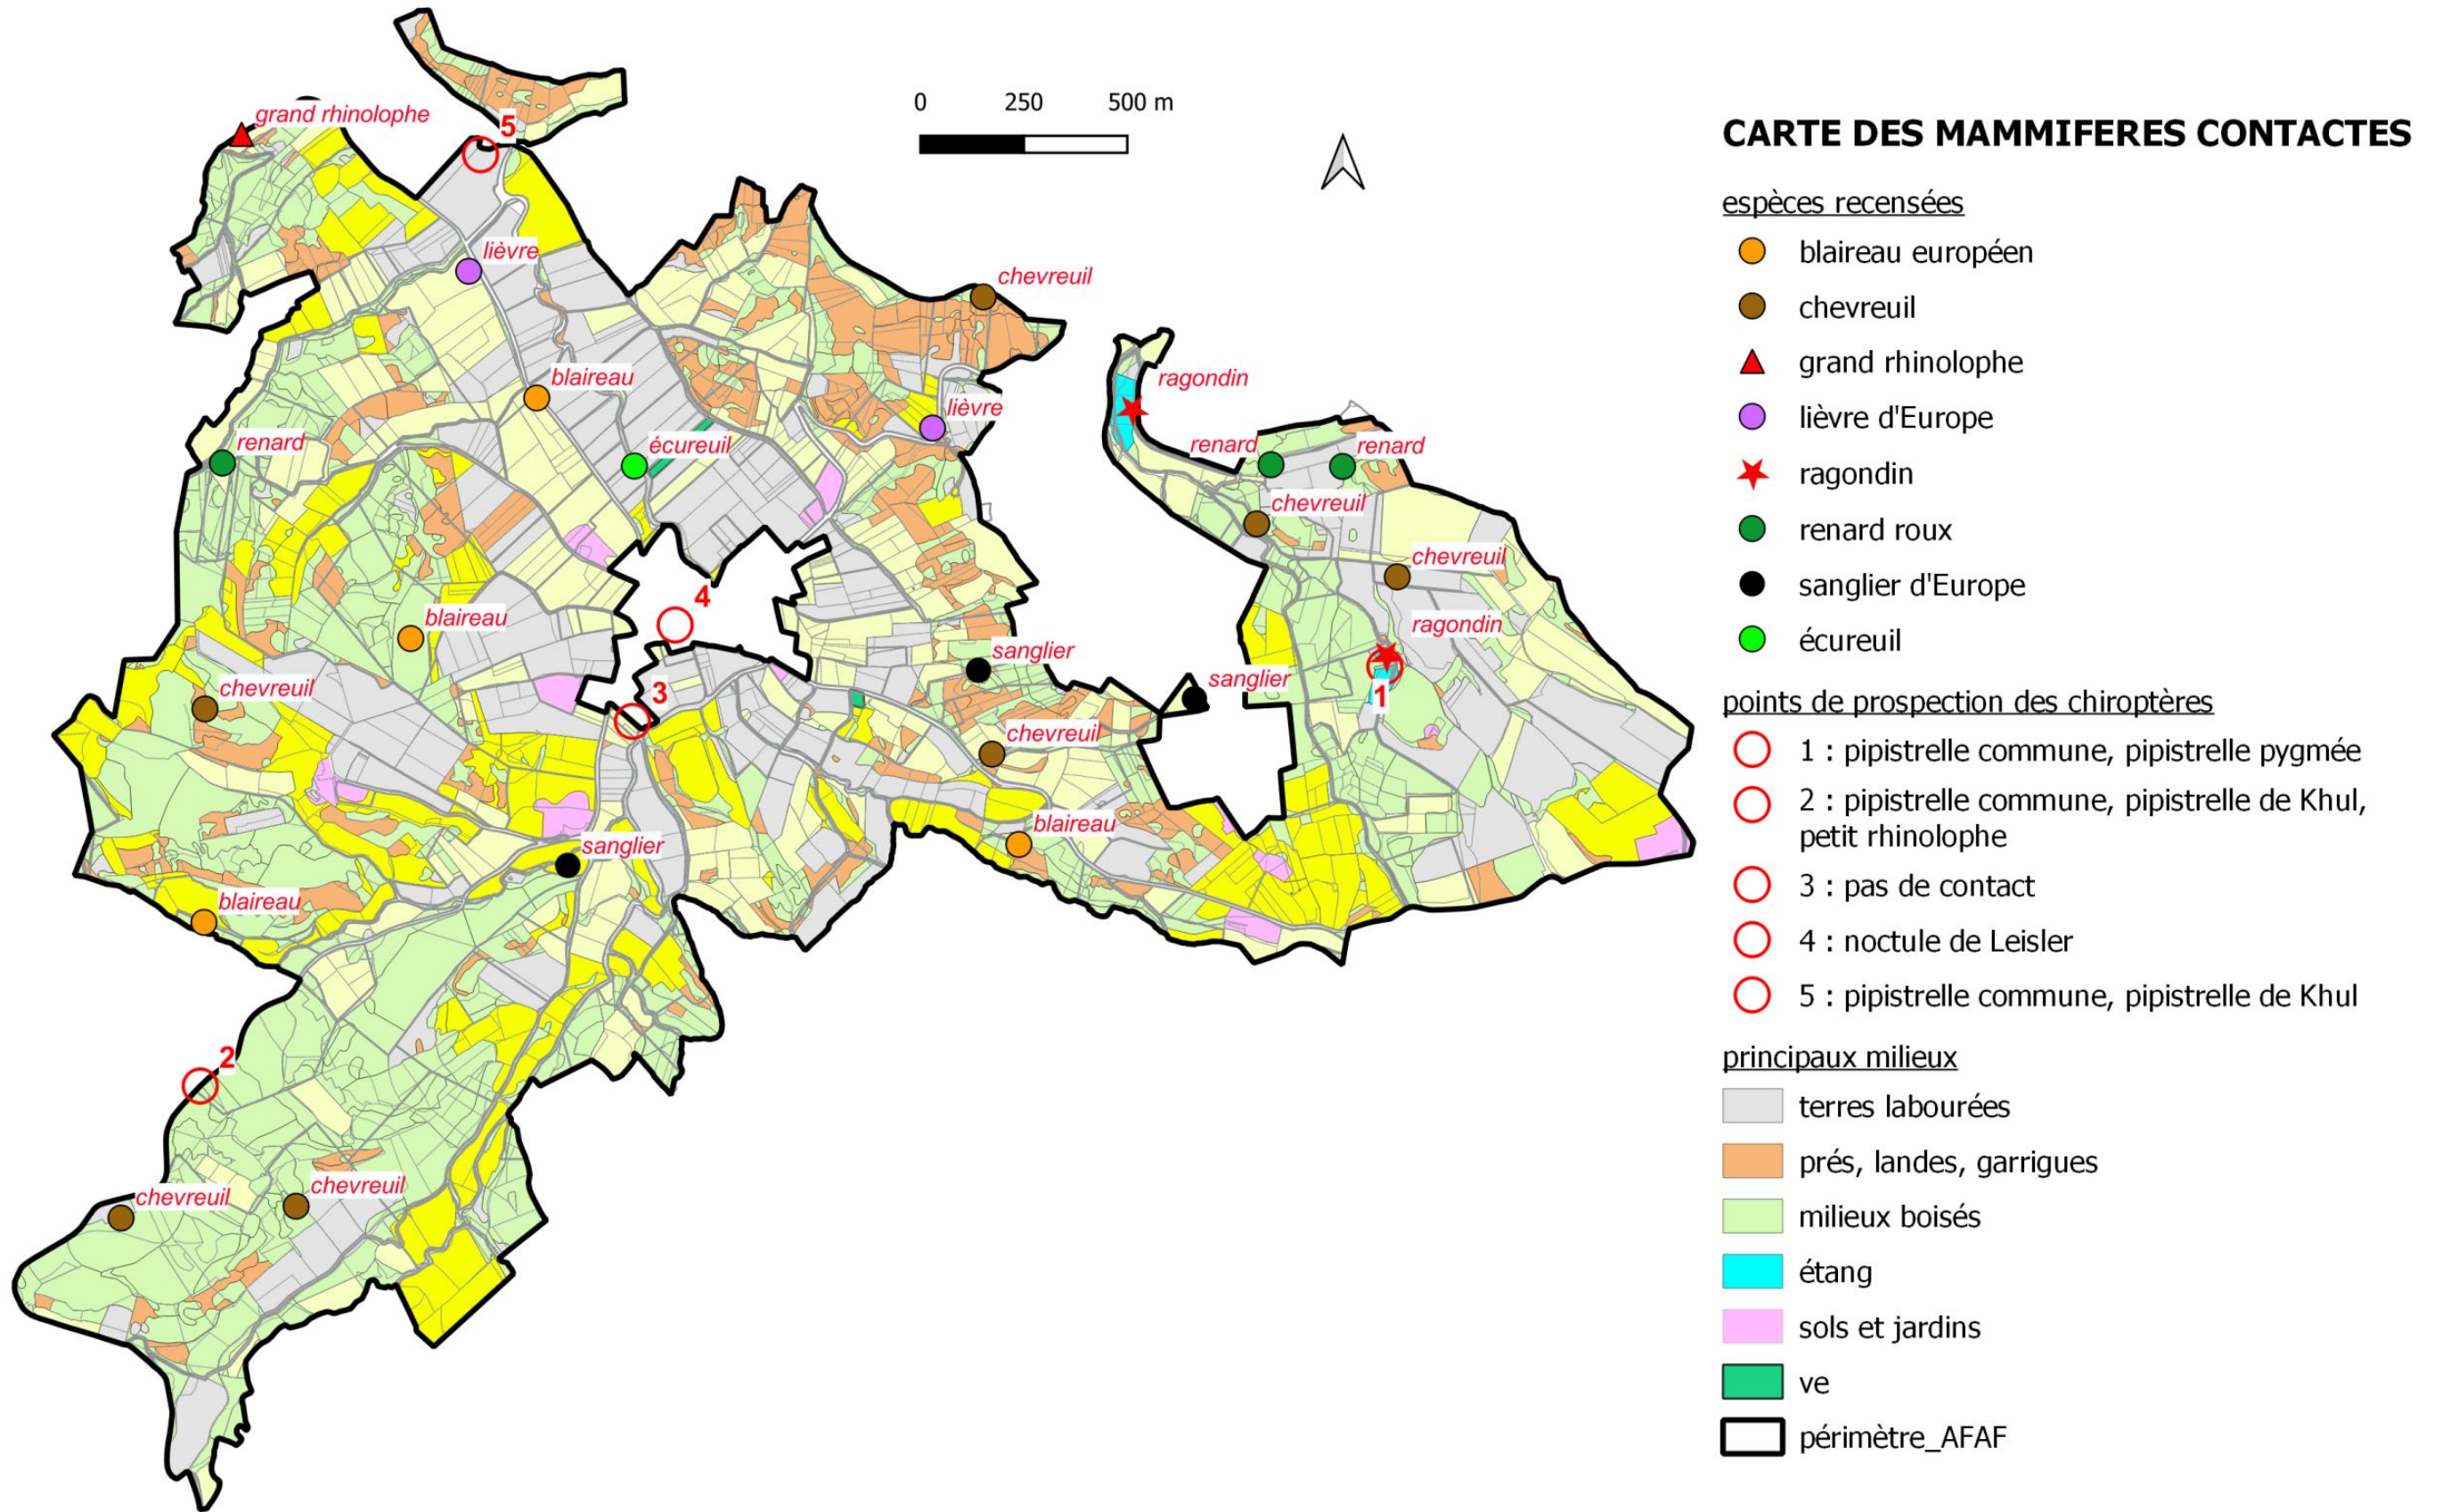 grand rhinolophe
5
0 250 500 m
lièvre
chevreuil
blaireau
ragondin
lièvre
renard
écureuil
renard
renard
chevreuil
chevreuil
4
blaireau
ragondin
sanglier
sanglier
chevreuil
3
1
chevreuil
blaireau
sanglier
blaireau
2
chevreuil
chevreuil
CARTE DES MAMMIFERES CONTACTES
espèces recensées
blaireau européen
chevreuil
grand rhinolophe
lièvre d'Europe
ragondin
renard roux
sanglier d'Europe
écureuil
points de prospection des chiroptères
1 : pipistrelle commune, pipistrelle pygmée
2 : pipistrelle commune, pipistrelle de Khul,
petit rhinolophe
3 : pas de contact
4 : noctule de Leisler
5 : pipistrelle commune, pipistrelle de Khul
principaux milieux
terres labourées
prés, landes, garrigues
milieux boisés
étang
sols et jardins
ve
périmètre_AFAF